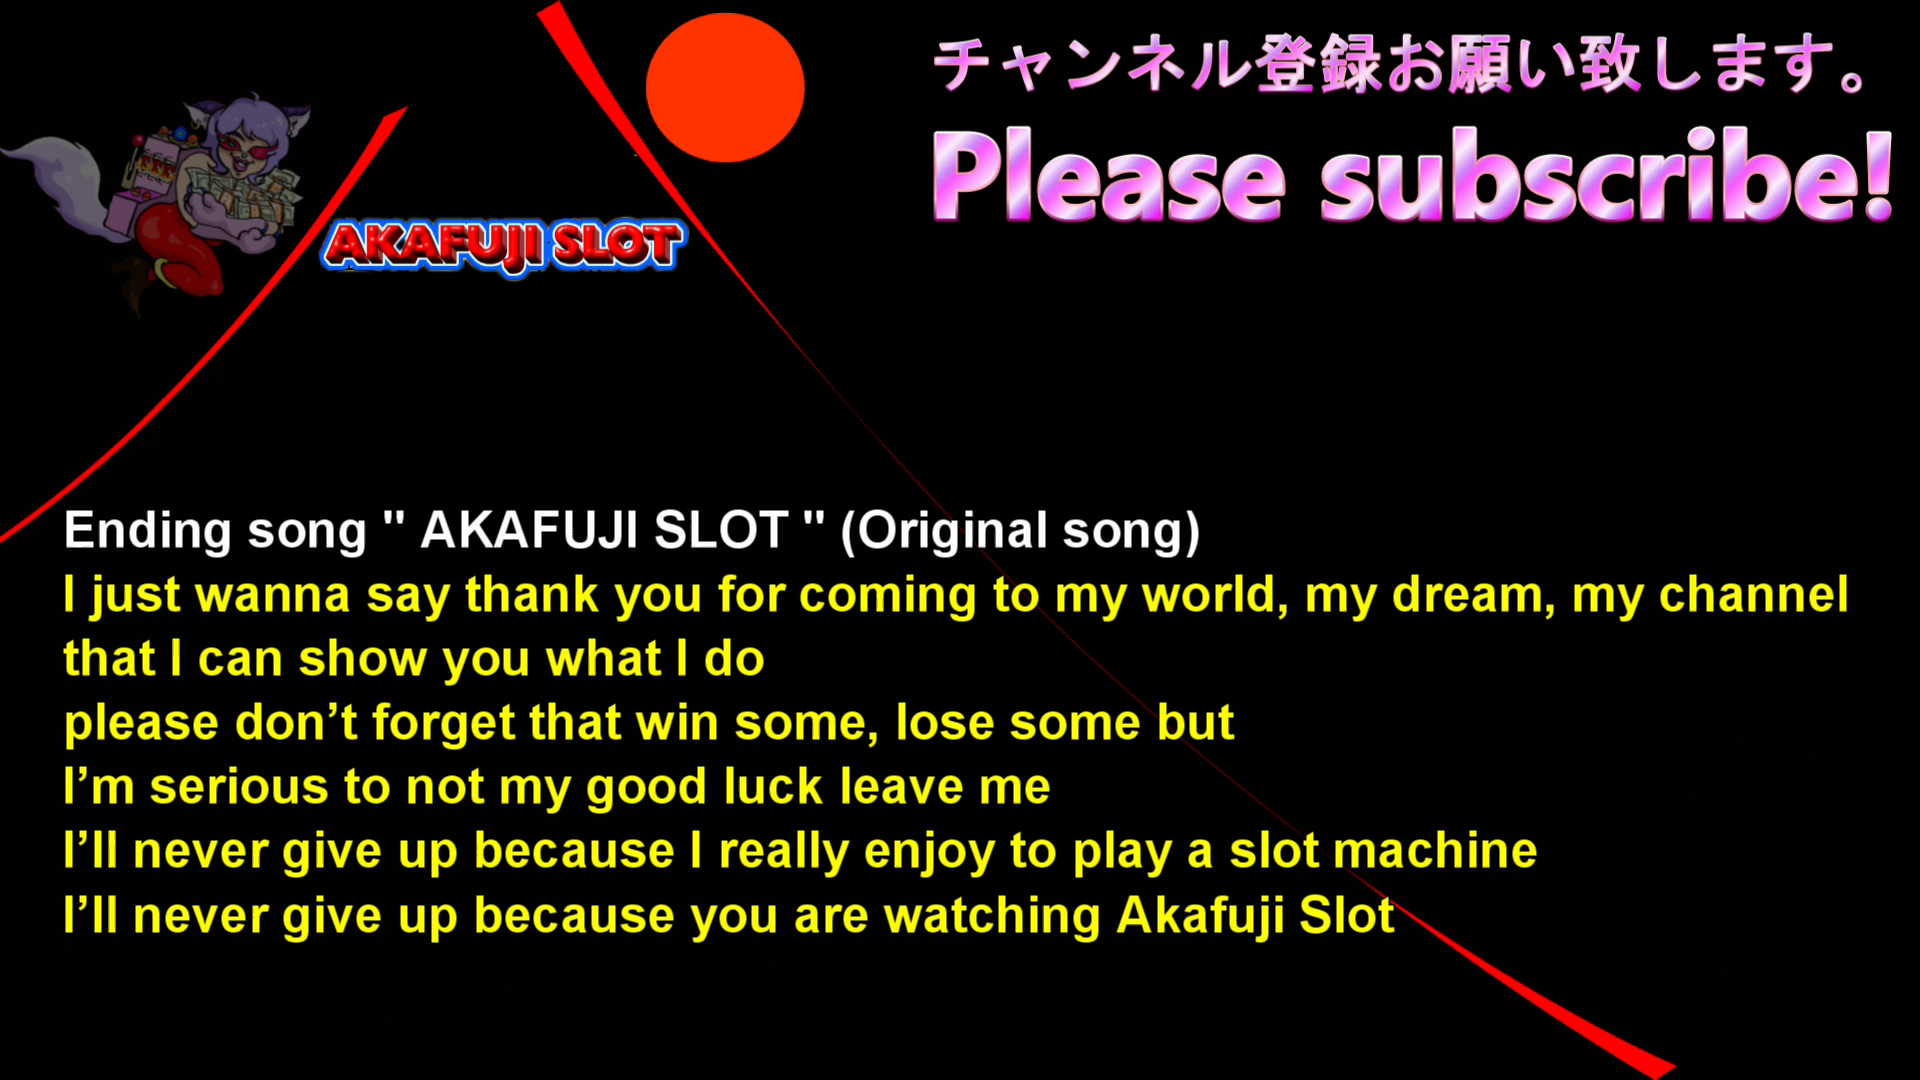 チャンネル登録お願い致します。
Please subscribe!
AKAFUJI SLOT
Ending song " AKAFUJI SLOT " (Original song)
I just wanna say thank you for coming to my world, my dream, my channel
that I can show you what I do
please don’t forget that win some, lose some but
I’m serious to not my good luck leave me
I’ll never give up because I really enjoy to play a slot machine
I’ll never give up because you are watching Akafuji Slot